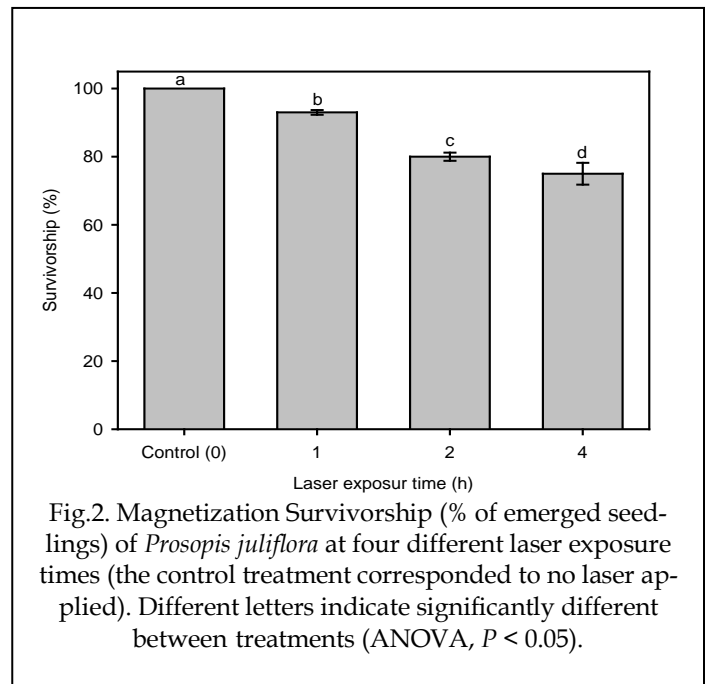 100
80
60
40
20
0
Survivorship (%)
a
b
c
d
Control (0) 1 2 4
Laser exposur time (h)
Fig.2. Magnetization Survivorship (% of emerged seed-
lings) of Prosopis juliflora at four different laser exposure
times (the control treatment corresponded to no laser ap-
plied). Different letters indicate significantly different
between treatments (ANOVA, P < 0.05).